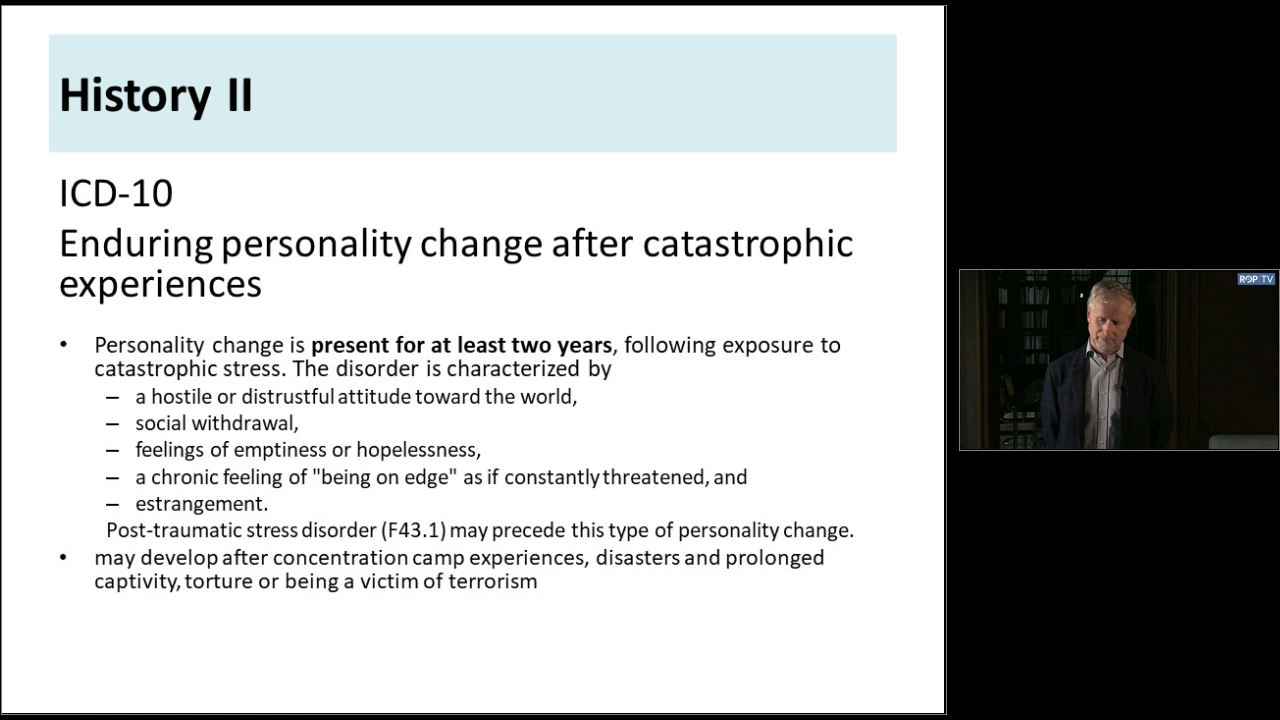 History II
ICD-10
Enduring personality change after catastrophic
experiences
• Personality change is present for at least two years, following exposure to
catastrophic stress. The disorder is characterized by
– a hostile or distrustful attitude toward the world,
– social withdrawal,
– feelings of emptiness or hopelessness,
– a chronic feeling of "being on edge" as if constantly threatened, and
– estrangement.
Post-traumatic stress disorder (F43.1) may precede this type of personality change.
• may develop after concentration camp experiences, disasters and prolonged
captivity, torture or being a victim of terrorism
ROP TV